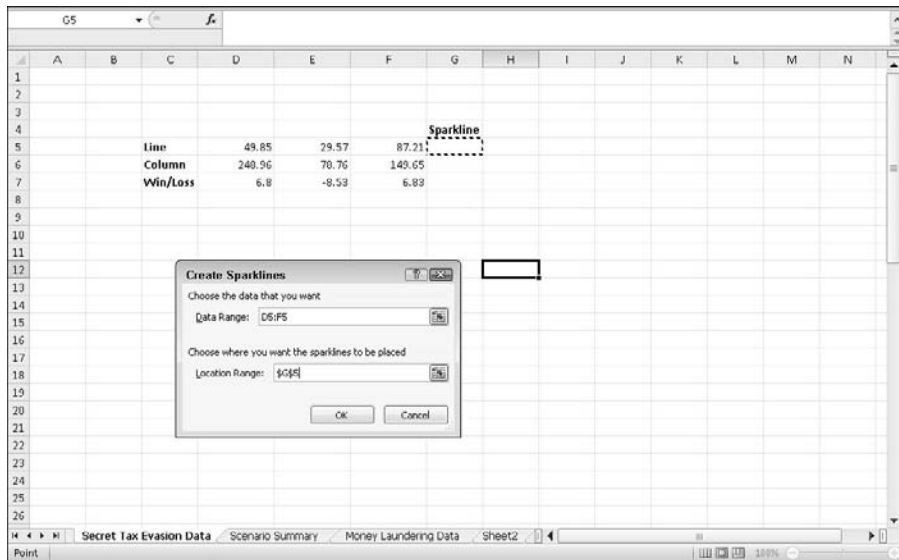 G5 fx
A B C D E F G H I J K L M N
1
2
3
4 Sparkline
5 Line 49.85 29.57 87.21
6 Column 248.96 78.76 149.65
7 Win/Loss 6.8 -8.53 6.83
8
9
10
11
12
13
14
15
16
17
18
19
20
21
22
23
24
25
26
Create Sparklines ?
Choose the data that you want
Data Range: D5:F5
Choose where you want the sparklines to be placed
Location Range: $G$5
OK Cancel
Secret Tax Evasion Data Scenario Summary Money Laundering Data Sheet2
Point 100%